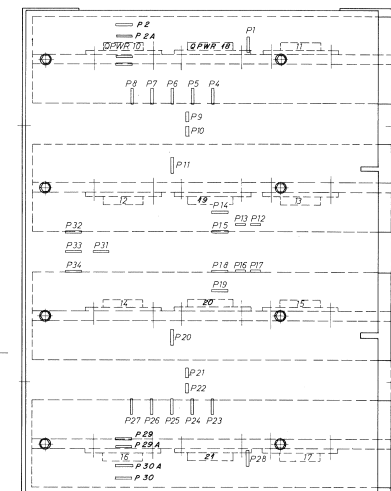 P2
P2A
P1
QPWR 10 QPWR 18 11
P8 P7 P6 P5 P4
P9
P10
P11
12 19 13
P14
P13 P12
P32 P15
P33 P31
P34 P18 P16 P17
P19
14 20 15
P20
P21
P22
P27 P26 P25 P24 P23
P29
P29A
16 21 P28 17
P30A
P30